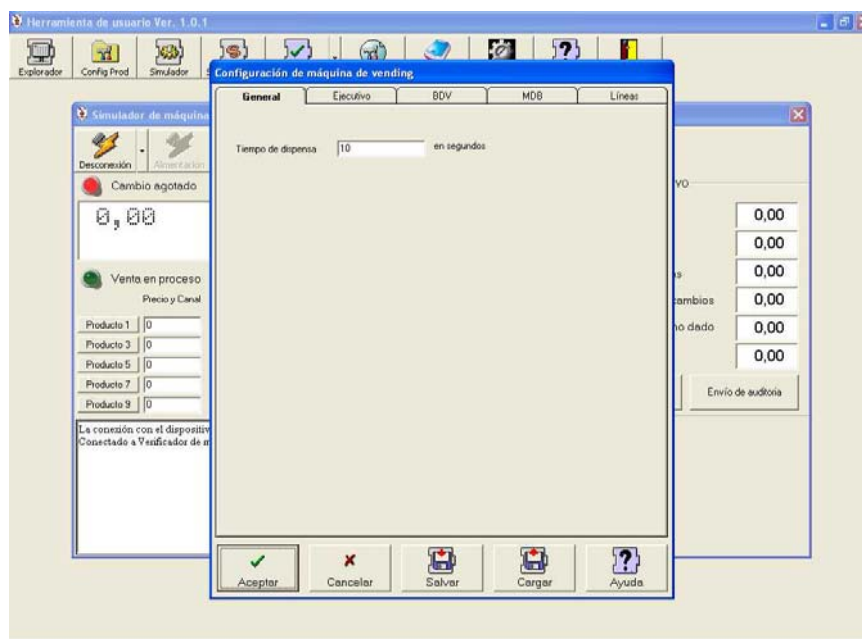 Herramienta de usuario Ver. 1.0.1
Explorador
Config Prod
Simulador
Configuración de máquina de vending
General
Ejecutivo
BDV
MDB
Líneas
Tiempo de dispensa
10
en segundos
Aceptar
Cancelar
Salvar
Cargar
Ayuda
Simulador de máquina
Desconexión
Alimentación
Cambio agotado
0,00
Venta en proceso
Precio y Canal
Producto 1
0
Producto 3
0
Producto 5
0
Producto 7
0
Producto 9
0
La conexión con el dispositiv
Conectado a Verificador de m
VO
0,00
0,00
as
0,00
cambios
0,00
no dado
0,00
0,00
Envío de auditoria